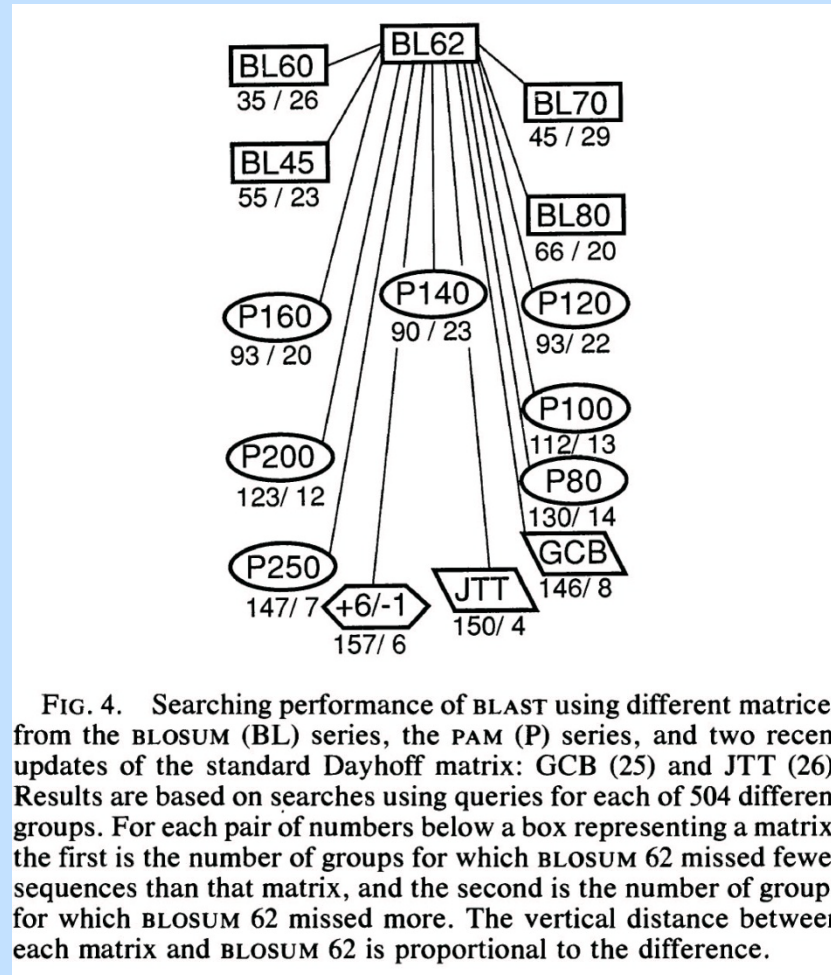 BL62
BL60
35 / 26
BL70
45 / 29
BL45
55 / 23
BL80
66 / 20
P160
93 / 20
P140
90 / 23
P120
93/ 22
P100
112/ 13
P200
123/ 12
P80
130/ 14
P250
147/ 7
+6/-1
157/ 6
JTT
150/ 4
GCB
146/ 8
FIG. 4. Searching performance of BLAST using different matrice
from the BLOSUM (BL) series, the PAM (P) series, and two recen
updates of the standard Dayhoff matrix: GCB (25) and JTT (26)
Results are based on searches using queries for each of 504 differen
groups. For each pair of numbers below a box representing a matrix
the first is the number of groups for which BLOSUM 62 missed fewe
sequences than that matrix, and the second is the number of group
for which BLOSUM 62 missed more. The vertical distance between
each matrix and BLOSUM 62 is proportional to the difference.